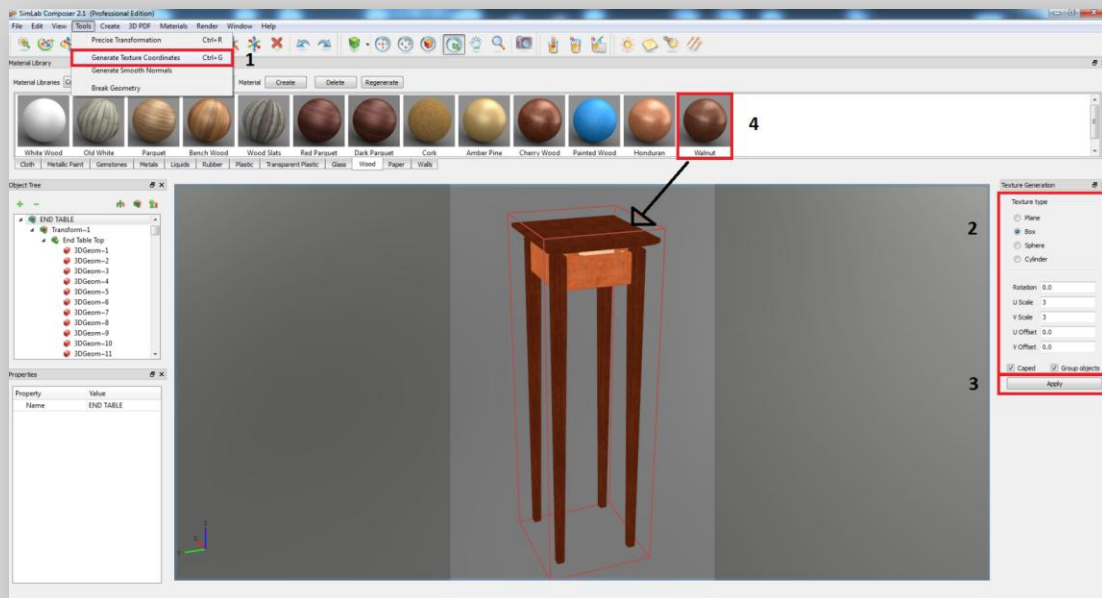 SimLab Composer 2.1 (Professional Edition)
File Edit View Tools Create 3D PDF Materials Render Window Help
Precise Transformation Ctrl+R
Generate Texture Coordinates Ctrl+G
1
Generate Smooth Normals
Break Geometry
Material Library
Material Libraries
Material Create Delete Regenerate
4
White Wood Old White Parquet Bench Wood Wood Slats Red Parquet Dark Parquet Cork Amber Pine Cherry Wood Painted Wood Honduran Walnut
Cloth Metallic Paint Gemstones Metals Liquids Rubber Plastic Transparent Plastic Glass Wood Paper Walls
Object Tree
END TABLE
Transform~1
End Table Top
3DGeom~1
3DGeom~2
3DGeom~3
3DGeom~4
3DGeom~5
3DGeom~6
3DGeom~7
3DGeom~8
3DGeom~9
3DGeom~10
3DGeom~11
Properties
Property Value
Name END TABLE
Texture Generation
Texture type
2
Plane
Box
Sphere
Cylinder
Rotation 0.0
U Scale 3
V Scale 3
U Offset 0.0
V Offset 0.0
Caped Group objects
3
Apply